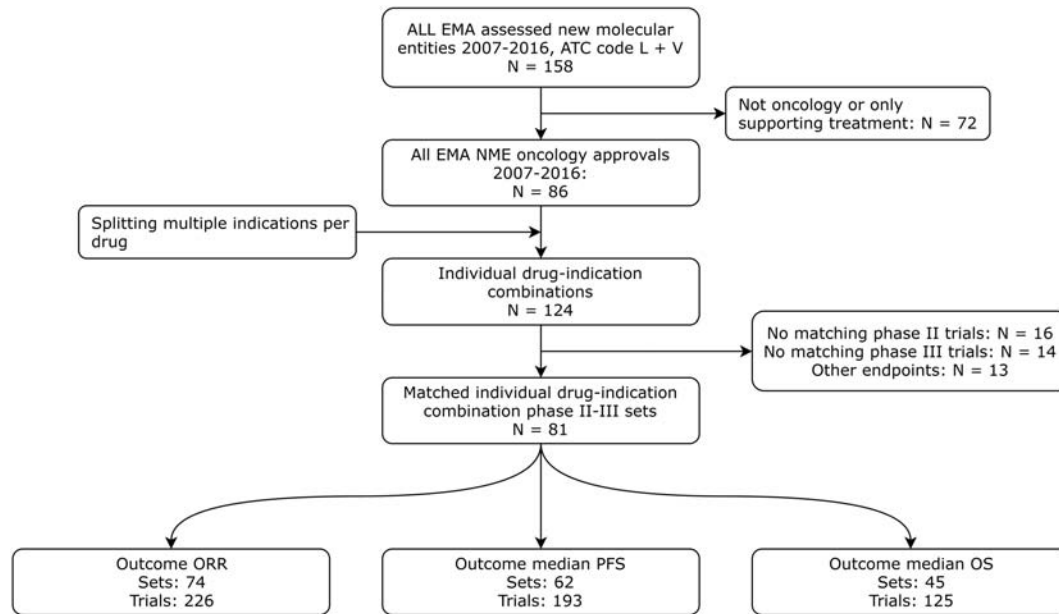 ALL EMA assessed new molecular
entities 2007-2016, ATC code L + V
N = 158
Not oncology or only
supporting treatment: N = 72
All EMA NME oncology approvals
2007-2016:
N = 86
Splitting multiple indications per
drug
Individual drug-indication
combinations
N = 124
No matching phase II trials: N = 16
No matching phase III trials: N = 14
Other endpoints: N = 13
Matched individual drug-indication
combination phase II-III sets
N = 81
Outcome ORR
Sets: 74
Trials: 226
Outcome median PFS
Sets: 62
Trials: 193
Outcome median OS
Sets: 45
Trials: 125